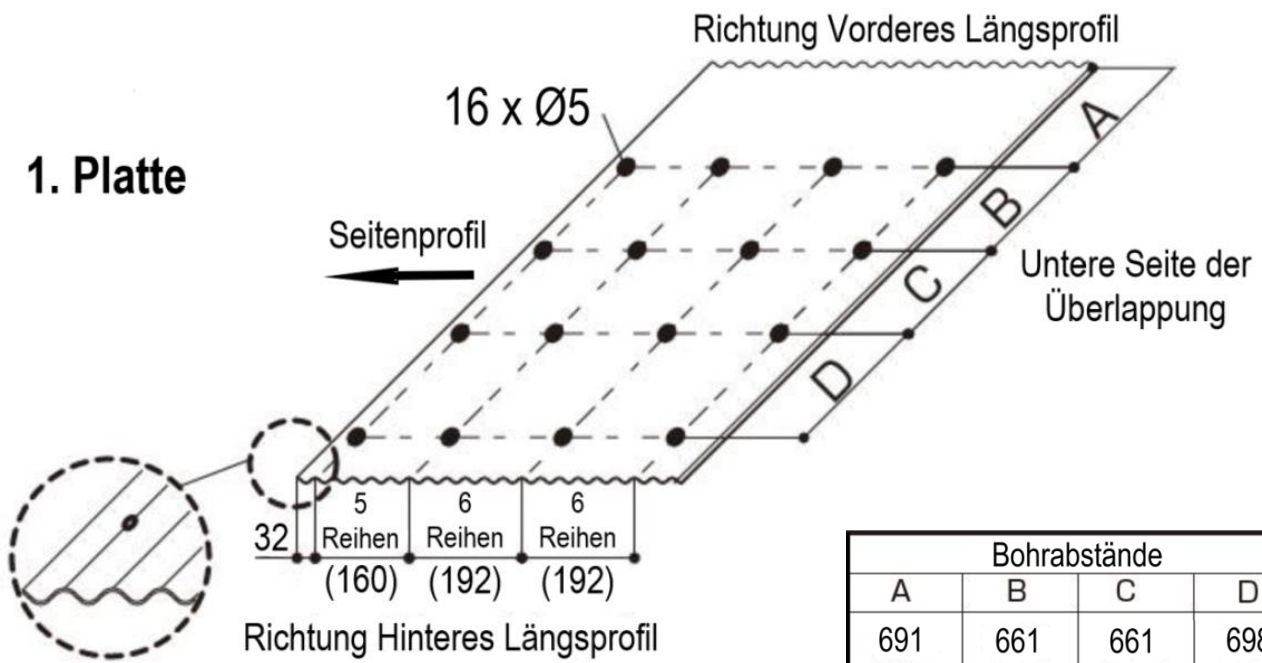 Richtung Vorderes Längsprofil
16 x Ø5
A
1. Platte
B
Seitenprofil
Untere Seite der
Überlappung
C
D
5 6 6
32 Reihen Reihen Reihen
(160) (192) (192)
Richtung Hinteres Längsprofil
Bohrabstände
A B C D
691 661 661 698